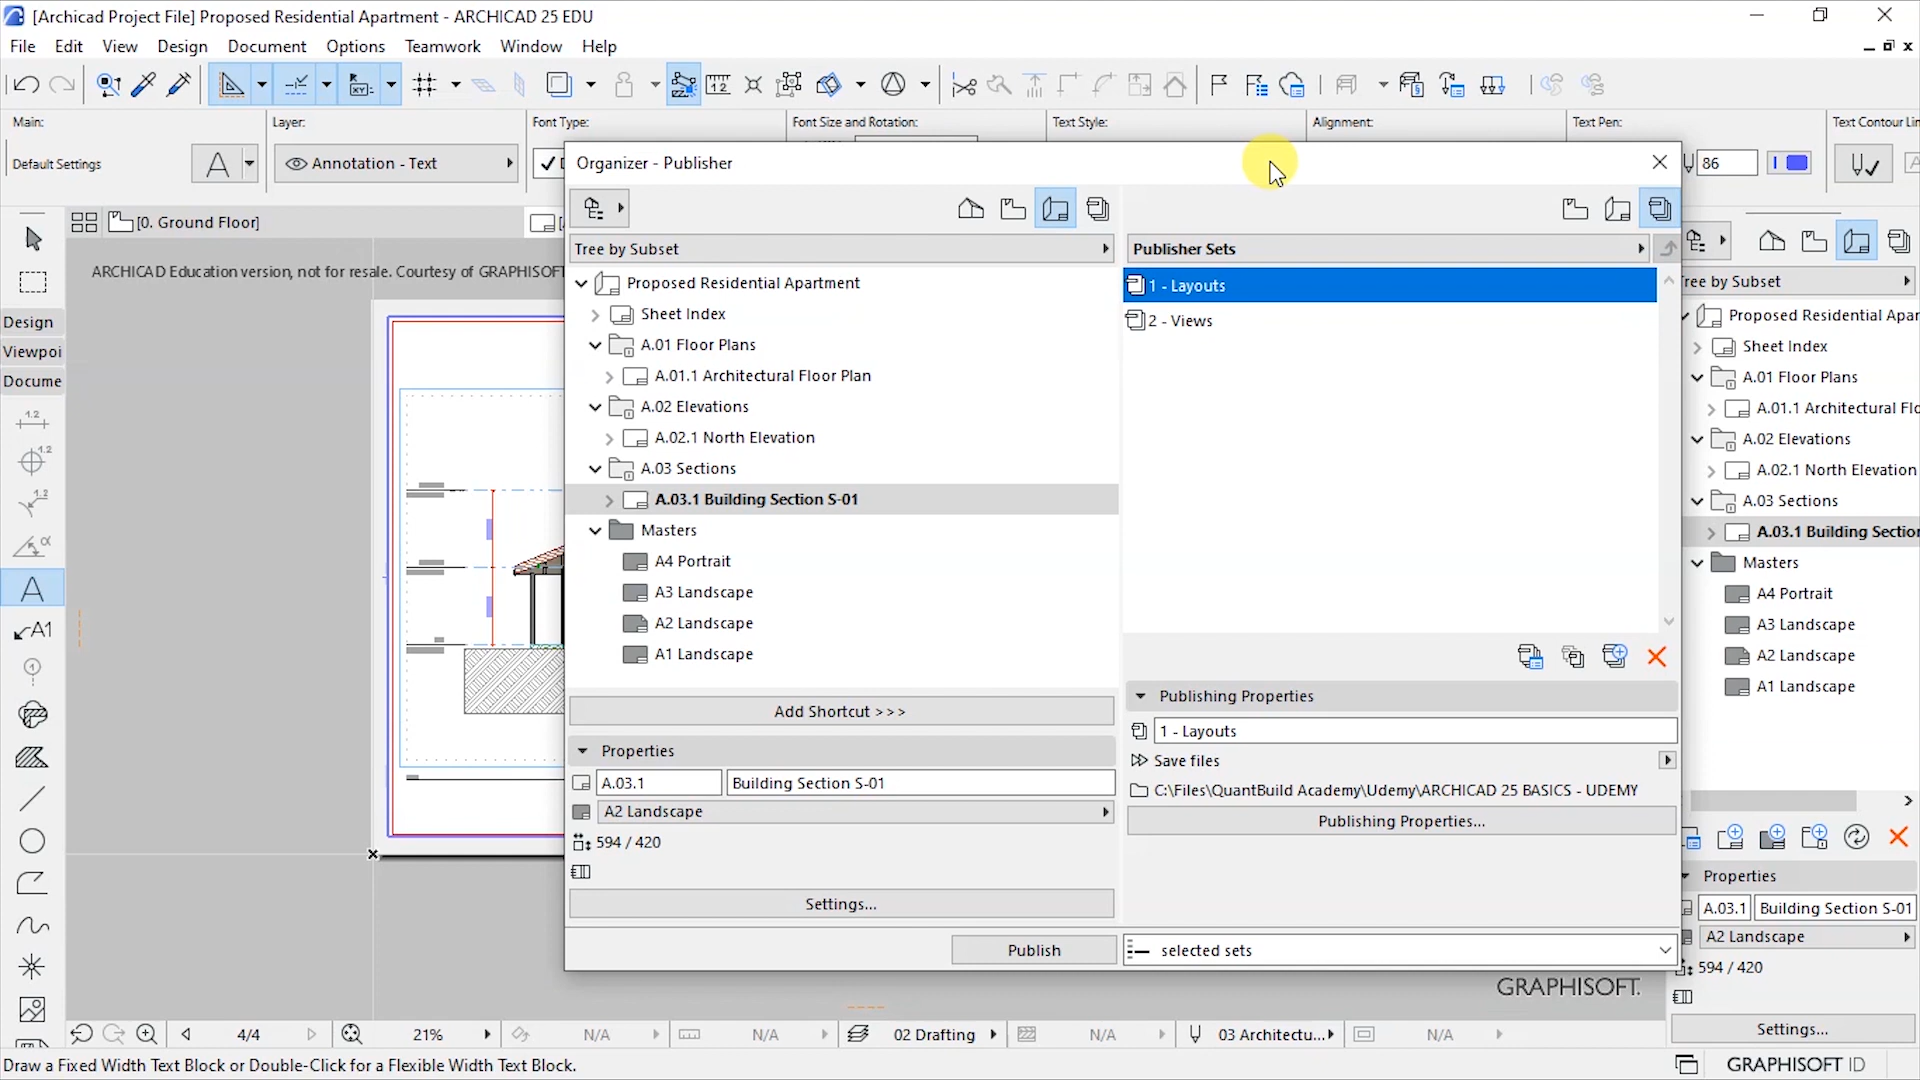 [Archicad Project File] Proposed Residential Apartment - ARCHICAD 25 EDU
File Edit View Design Document Options Teamwork Window Help
Main:
Layer:
Font Type:
Font Size and Rotation:
Text Style:
Alignment:
Text Pen:
Text Contour Lin
Default Settings
Annotation - Text
86
Organizer - Publisher
[0. Ground Floor]
ARCHICAD Education version, not for resale. Courtesy of GRAPHISOFT
Tree by Subset
Proposed Residential Apartment
Sheet Index
A.01 Floor Plans
A.01.1 Architectural Floor Plan
A.02 Elevations
A.02.1 North Elevation
A.03 Sections
A.03.1 Building Section S-01
Masters
A4 Portrait
A3 Landscape
A2 Landscape
A1 Landscape
Add Shortcut >>>
Properties
A.03.1
Building Section S-01
A2 Landscape
594 / 420
Settings...
Publisher Sets
1 - Layouts
2 - Views
Publishing Properties
1 - Layouts
Save files
C:\Files\QuantBuild Academy\Udemy\ARCHICAD 25 BASICS - UDEMY
Publishing Properties...
Publish
selected sets
ree by Subset
Proposed Residential Apar
Sheet Index
A.01 Floor Plans
A.01.1 Architectural Flo
A.02 Elevations
A.02.1 North Elevation
A.03 Sections
A.03.1 Building Section
Masters
A4 Portrait
A3 Landscape
A2 Landscape
A1 Landscape
Properties
A.03.1
Building Section S-01
A2 Landscape
594 / 420
Settings...
Design
Viewpoi
Docume
GRAPHISOFT.
4/4
21%
N/A
N/A
02 Drafting
N/A
03 Architectu...
N/A
Draw a Fixed Width Text Block or Double-Click for a Flexible Width Text Block.
GRAPHISOFT ID